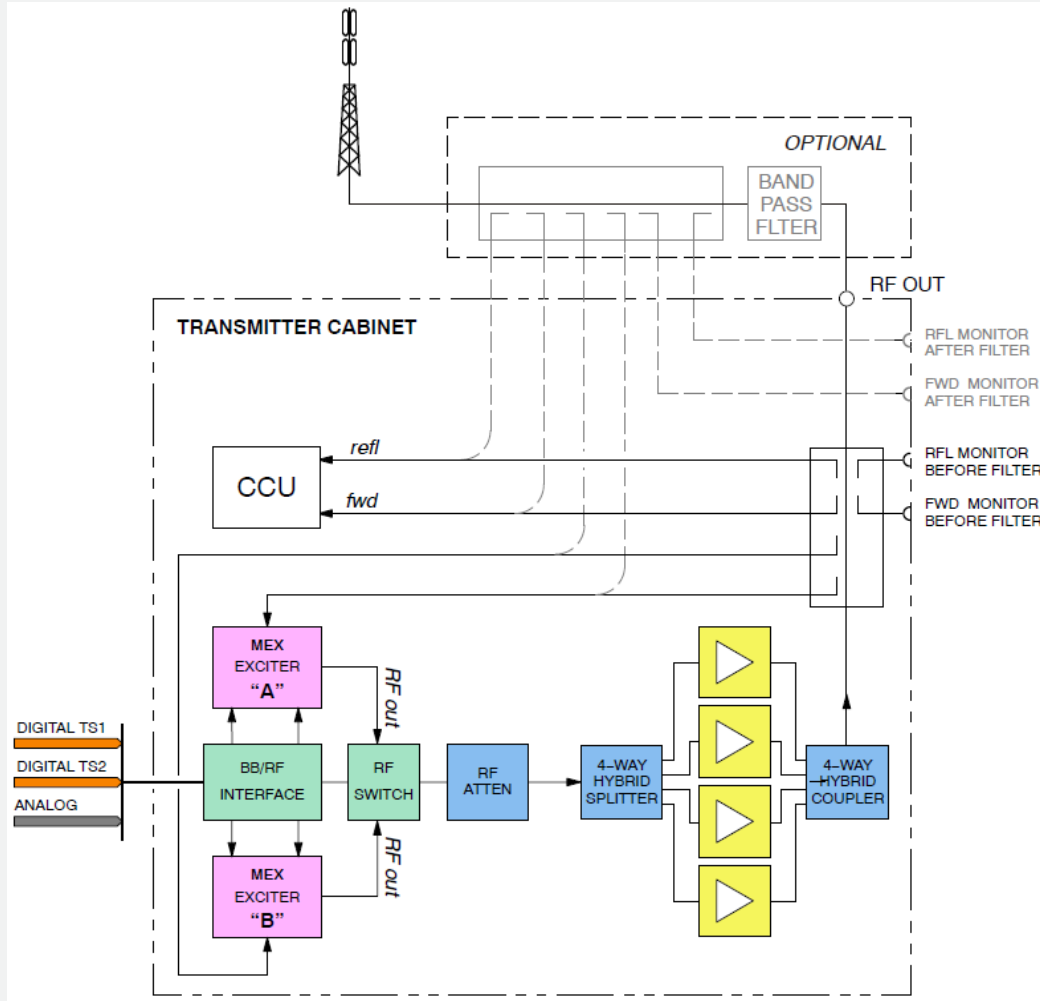 OPTIONAL
BAND
PASS
FLTER
RF OUT
TRANSMITTER CABINET
RFL MONITOR
AFTER FILTER
FWD MONITOR
AFTER FILTER
refl
CCU
fwd
RFL MONITOR
BEFORE FILTER
FWD MONITOR
BEFORE FILTER
MEX
EXCITER
“A”
RF out
DIGITAL TS1
DIGITAL TS2
ANALOG
BB/RF
INTERFACE
RF
SWITCH
RF
ATTEN
4-WAY
HYBRID
SPLITTER
4-WAY
HYBRID
COUPLER
MEX
EXCITER
“B”
RF out